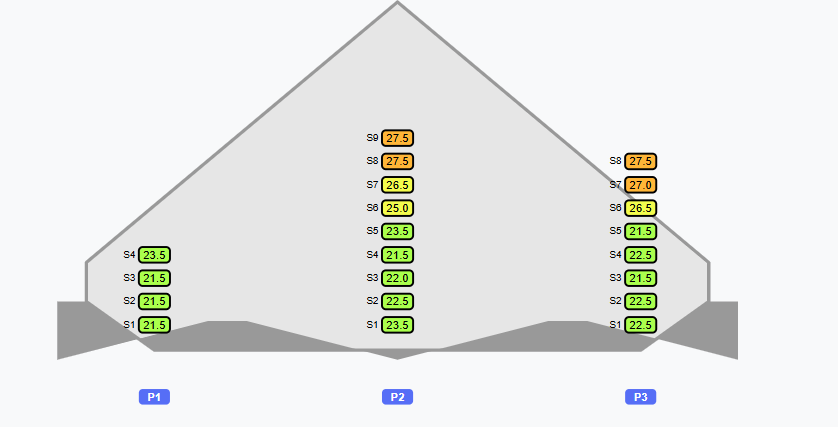 S9 27.5
S8 27.5 S8 27.5
S7 26.5 S7 27.0
S6 25.0 S6 26.5
S5 23.5 S5 21.5
S4 23.5 S4 21.5 S4 22.5
S3 21.5 S3 22.0 S3 21.5
S2 21.5 S2 22.5 S2 22.5
S1 21.5 S1 23.5 S1 22.5
P1 P2 P3